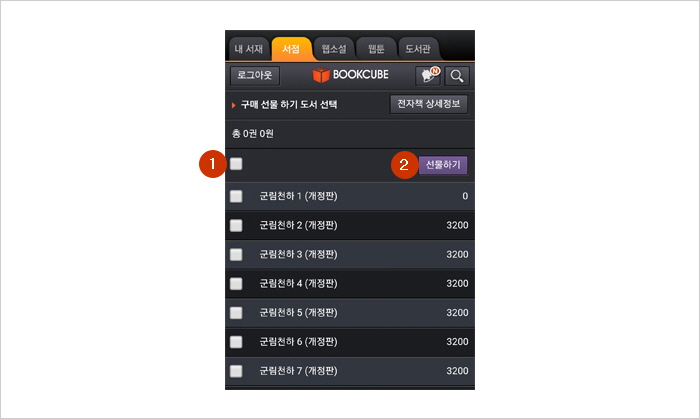 내 서재 서점 웹소설 웹툰 도서관
로그아웃 BOOKCUBE N
구매 선물 하기 도서 선택 전자책 상세정보
총 0권 0원
1 2 선물하기
군림천하 1 (개정판) 0
군림천하 2 (개정판) 3200
군림천하 3 (개정판) 3200
군림천하 4 (개정판) 3200
군림천하 5 (개정판) 3200
군림천하 6 (개정판) 3200
군림천하 7 (개정판) 3200